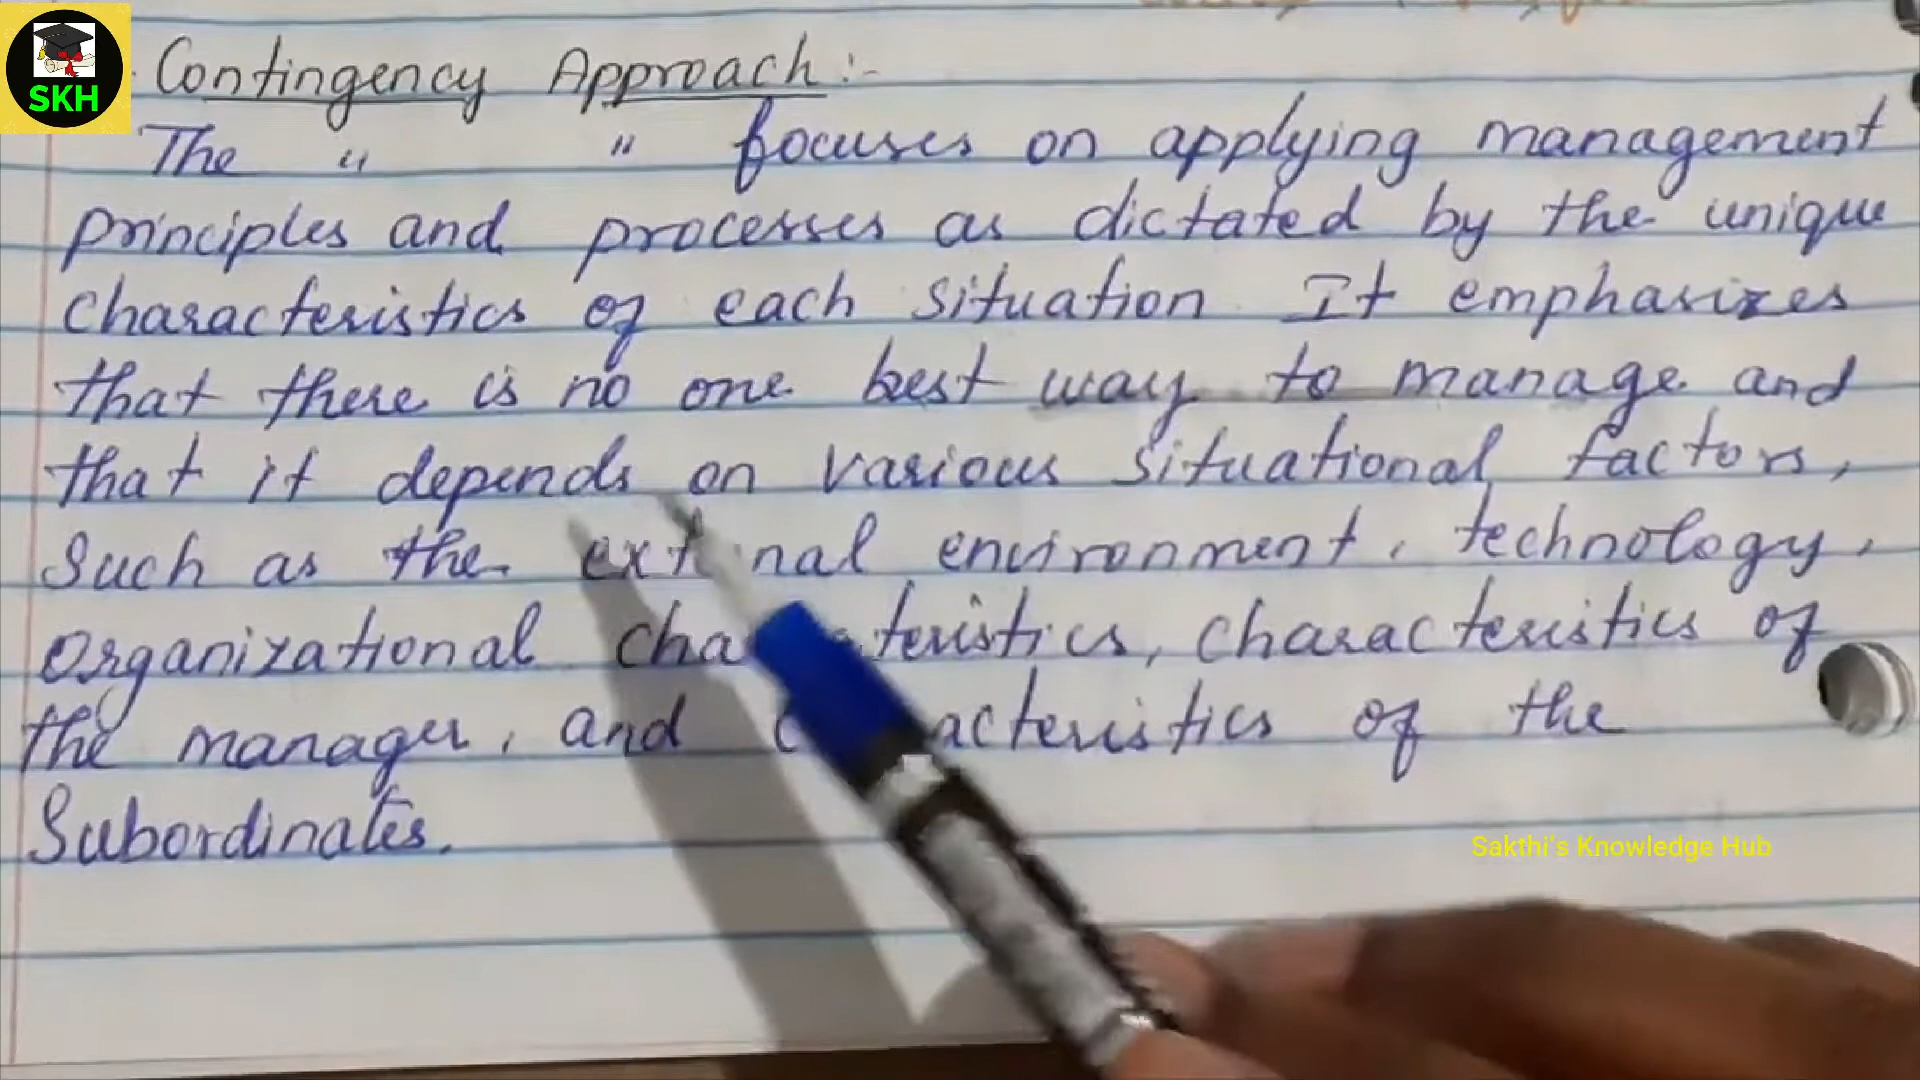 SKH
Contingency Approach:-
The " " focuses on applying management
principles and processes as dictated by the unique
characteristics of each situation. It emphasizes
that there is no one best way to manage and
that it depends on various situational factors,
Such as the external environment, technology,
Organizational characteristics, characteristics of
the manager, and characteristics of the
Subordinates.
Sakthi's Knowledge Hub